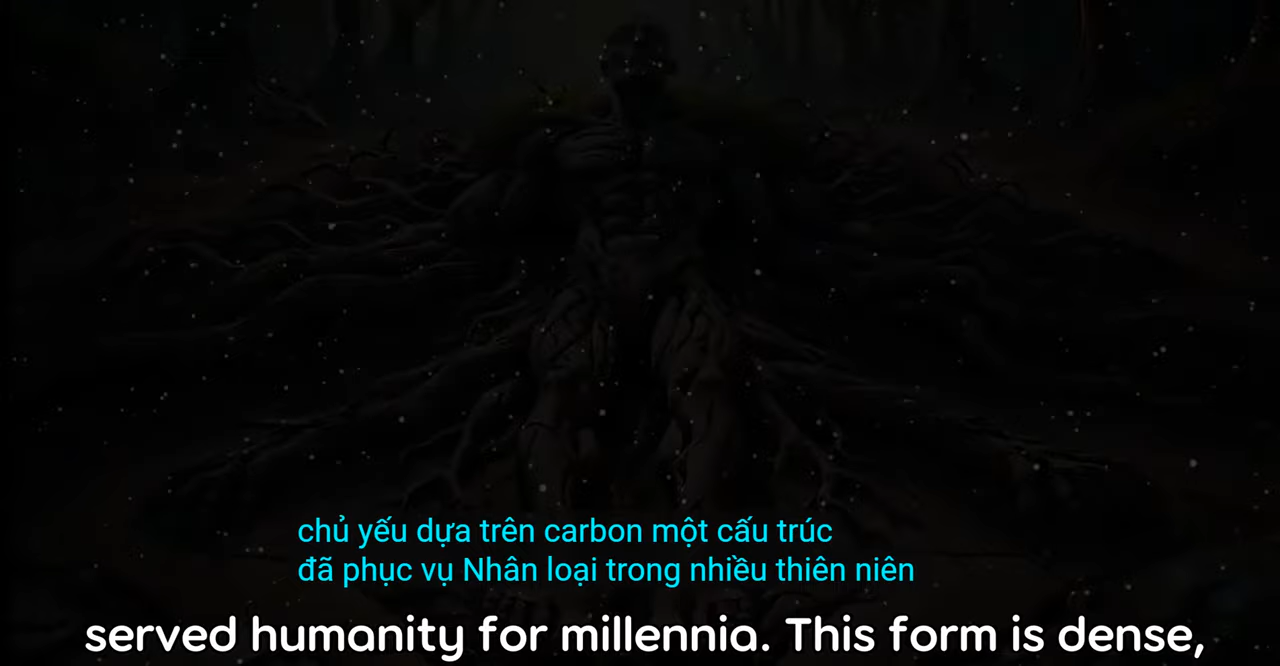 chủ yếu dựa trên carbon một cấu trúc
đã phục vụ Nhân loại trong nhiều thiên niên
served humanity for millennia. This form is dense,